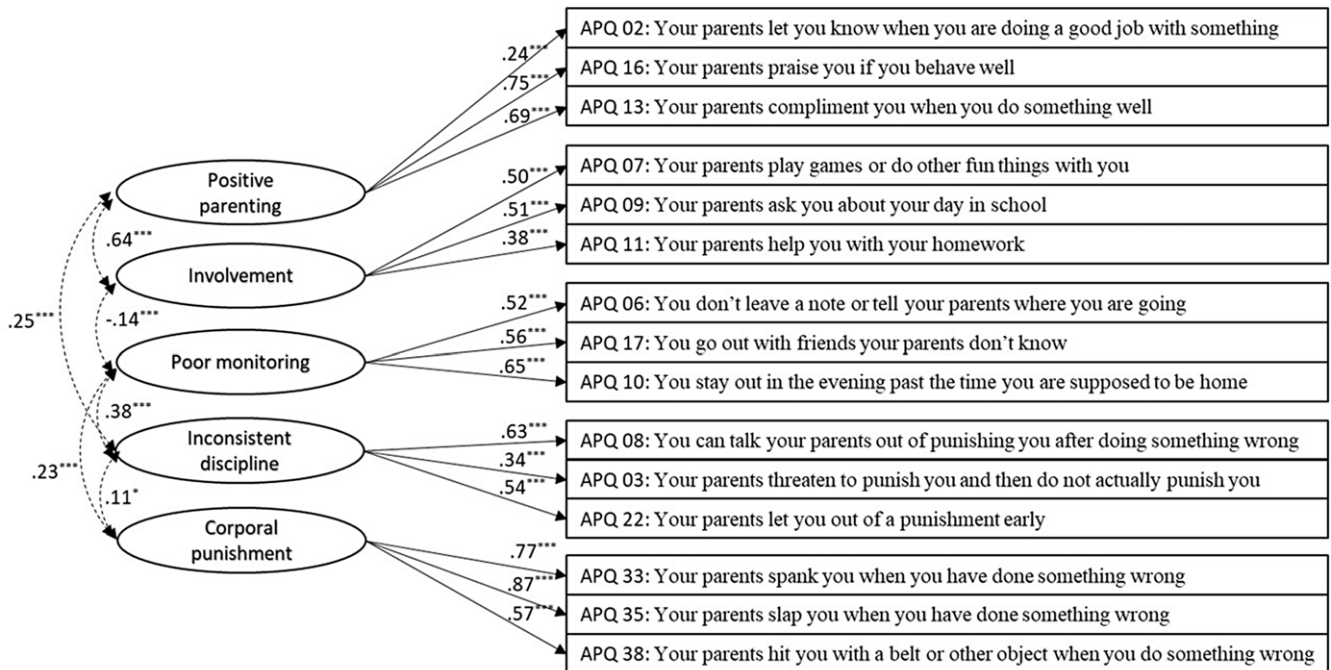 APQ 02: Your parents let you know when you are doing a good job with something
.24***
APQ 16: Your parents praise you if you behave well
.75***
APQ 13: Your parents compliment you when you do something well
.69***
Positive
parenting
APQ 07: Your parents play games or do other fun things with you
.50***
APQ 09: Your parents ask you about your day in school
.51***
APQ 11: Your parents help you with your homework
.38***
.64***
Involvement
.25***
-.14***
APQ 06: You don’t leave a note or tell your parents where you are going
.52***
APQ 17: You go out with friends your parents don’t know
.56***
APQ 10: You stay out in the evening past the time you are supposed to be home
.65***
Poor monitoring
.38***
Inconsistent
discipline
APQ 08: You can talk your parents out of punishing you after doing something wrong
.63***
APQ 03: Your parents threaten to punish you and then do not actually punish you
.34***
APQ 22: Your parents let you out of a punishment early
.54***
.23***
.11*
Corporal
punishment
.77***
APQ 33: Your parents spank you when you have done something wrong
.87***
APQ 35: Your parents slap you when you have done something wrong
.57***
APQ 38: Your parents hit you with a belt or other object when you do something wrong